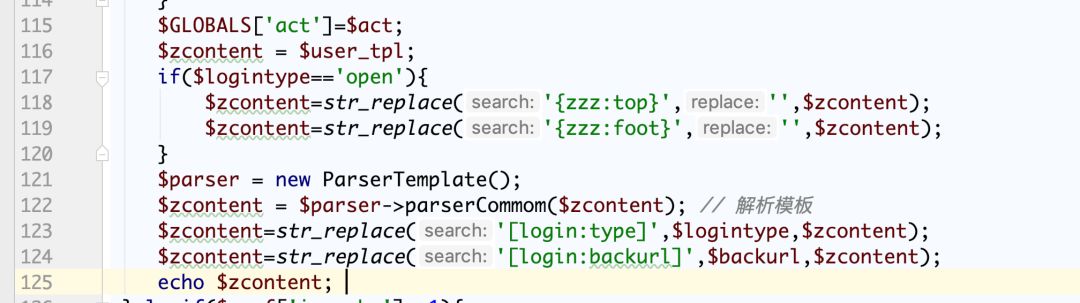 114 }
115 $GLOBALS['act']=$act;
116 $zcontent = $user_tpl;
117 if($logintype=='open'){
118 $zcontent=str_replace( search: '{zzz:top}', replace: '',$zcontent);
119 $zcontent=str_replace( search: '{zzz:foot}', replace: '',$zcontent);
120 }
121 $parser = new ParserTemplate();
122 $zcontent = $parser->parserCommom($zcontent); // 解析模板
123 $zcontent=str_replace( search: '[login:type]',$logintype,$zcontent);
124 $zcontent=str_replace( search: '[login:backurl]',$backurl,$zcontent);
125 echo $zcontent;